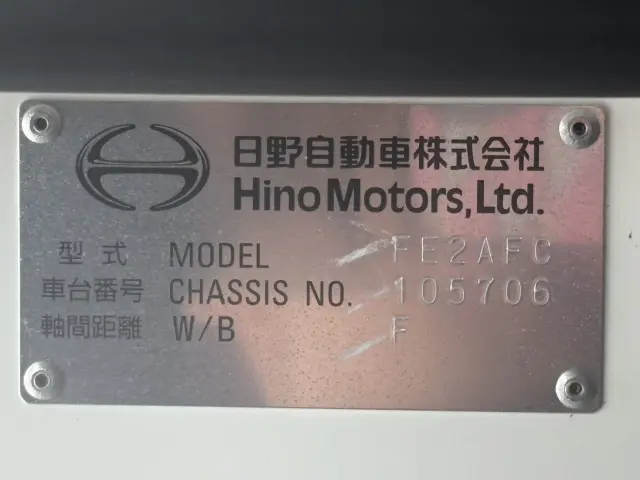 日野自動車株式会社
Hino Motors, Ltd.
型式 MODEL FE2AFC
車台番号 CHASSIS NO. 105706
軸間距離 W/B F